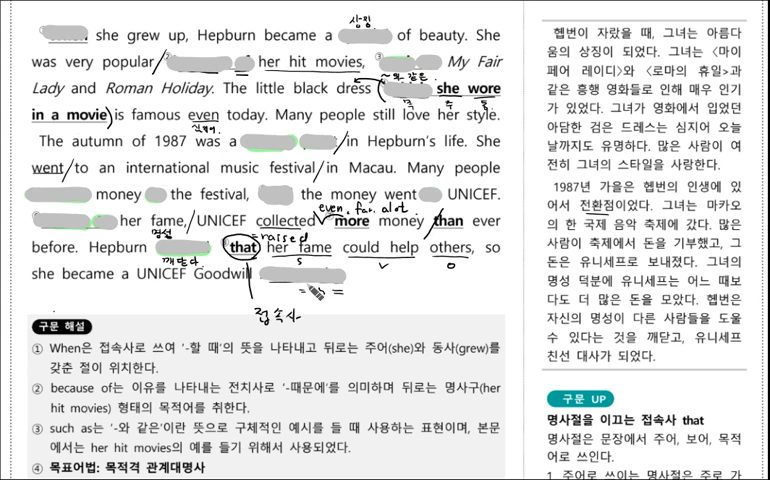 상징
she grew up, Hepburn became a of beauty. She
was very popular ② her hit movies, ③ My Fair
~와 같은
Lady and Roman Holiday. The little black dress she wore
목 주 동
in a movie) is famous even today. Many people still love her style.
전환점
The autumn of 1987 was a in Hepburn's life. She
went to an international music festival in Macau. Many people
money the festival, the money went UNICEF.
even, far, a lot
her fame, UNICEF collected more money than ever
명성 =raised
before. Hepburn that her fame could help others, so
깨닫다 S V O
she became a UNICEF Goodwill
접속사
구문 해설
① When은 접속사로 쓰여 '-할 때'의 뜻을 나타내고 뒤로는 주어(she)와 동사(grew)를
갖춘 절이 위치한다.
② because of는 이유를 나타내는 전치사로 '-때문에'를 의미하며 뒤로는 명사구(her
hit movies) 형태의 목적어를 취한다.
③ such as는 '-와 같은'이란 뜻으로 구체적인 예시를 들 때 사용하는 표현이며, 본문
에서는 her hit movies의 예를 들기 위해서 사용되었다.
④ 목표어법: 목적격 관계대명사
헵번이 자랐을 때, 그녀는 아름다
움의 상징이 되었다. 그녀는 <마이
페어 레이디>와 <로마의 휴일>과
같은 흥행 영화들로 인해 매우 인기
가 있었다. 그녀가 영화에서 입었던
아담한 검은 드레스는 심지어 오늘
날까지도 유명하다. 많은 사람이 여
전히 그녀의 스타일을 사랑한다.
1987년 가을은 헵번의 인생에 있
어서 전환점이었다. 그녀는 마카오
의 한 국제 음악 축제에 갔다. 많은
사람이 축제에서 돈을 기부했고, 그
돈은 유니세프로 보내졌다. 그녀의
명성 덕분에 유니세프는 어느 때보
다도 더 많은 돈을 모았다. 헵번은
자신의 명성이 다른 사람들을 도울
수 있다는 것을 깨닫고, 유니세프
친선 대사가 되었다.
구문 UP
명사절을 이끄는 접속사 that
명사절은 문장에서 주어, 보어, 목적
어로 쓰인다.
1. 주어로 쓰이는 명사절은 주로 가